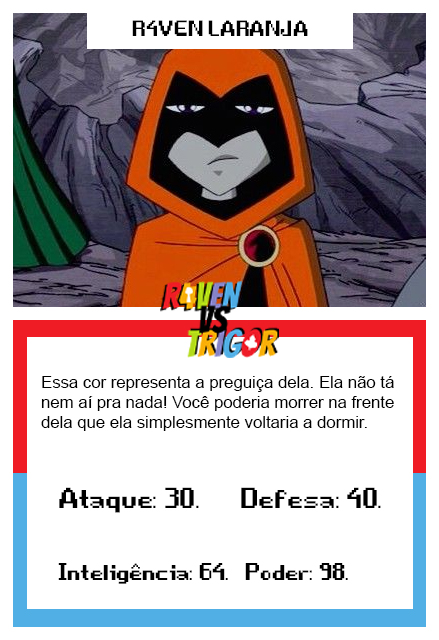 R4VEN LARANJA
R4VEN
VS
TRIGOR
Essa cor representa a preguiça dela. Ela não tá
nem aí pra nada! Você poderia morrer na frente
dela que ela simplesmente voltaria a dormir.
Ataque: 30. Defesa: 40.
Inteligência: 64. Poder: 98.